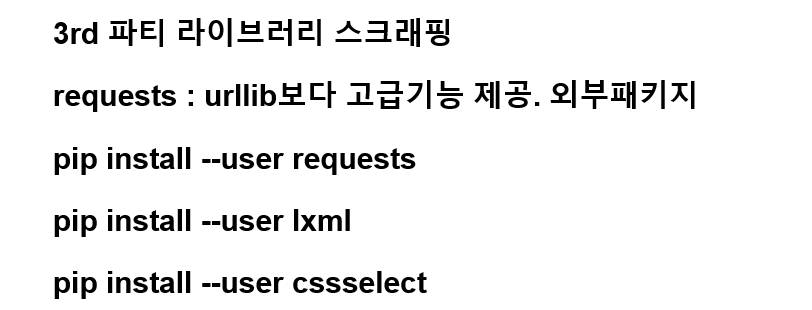 3rd 파티 라이브러리 스크래핑
requests : urllib보다 고급기능 제공. 외부패키지
pip install --user requests
pip install --user lxml
pip install --user cssselect